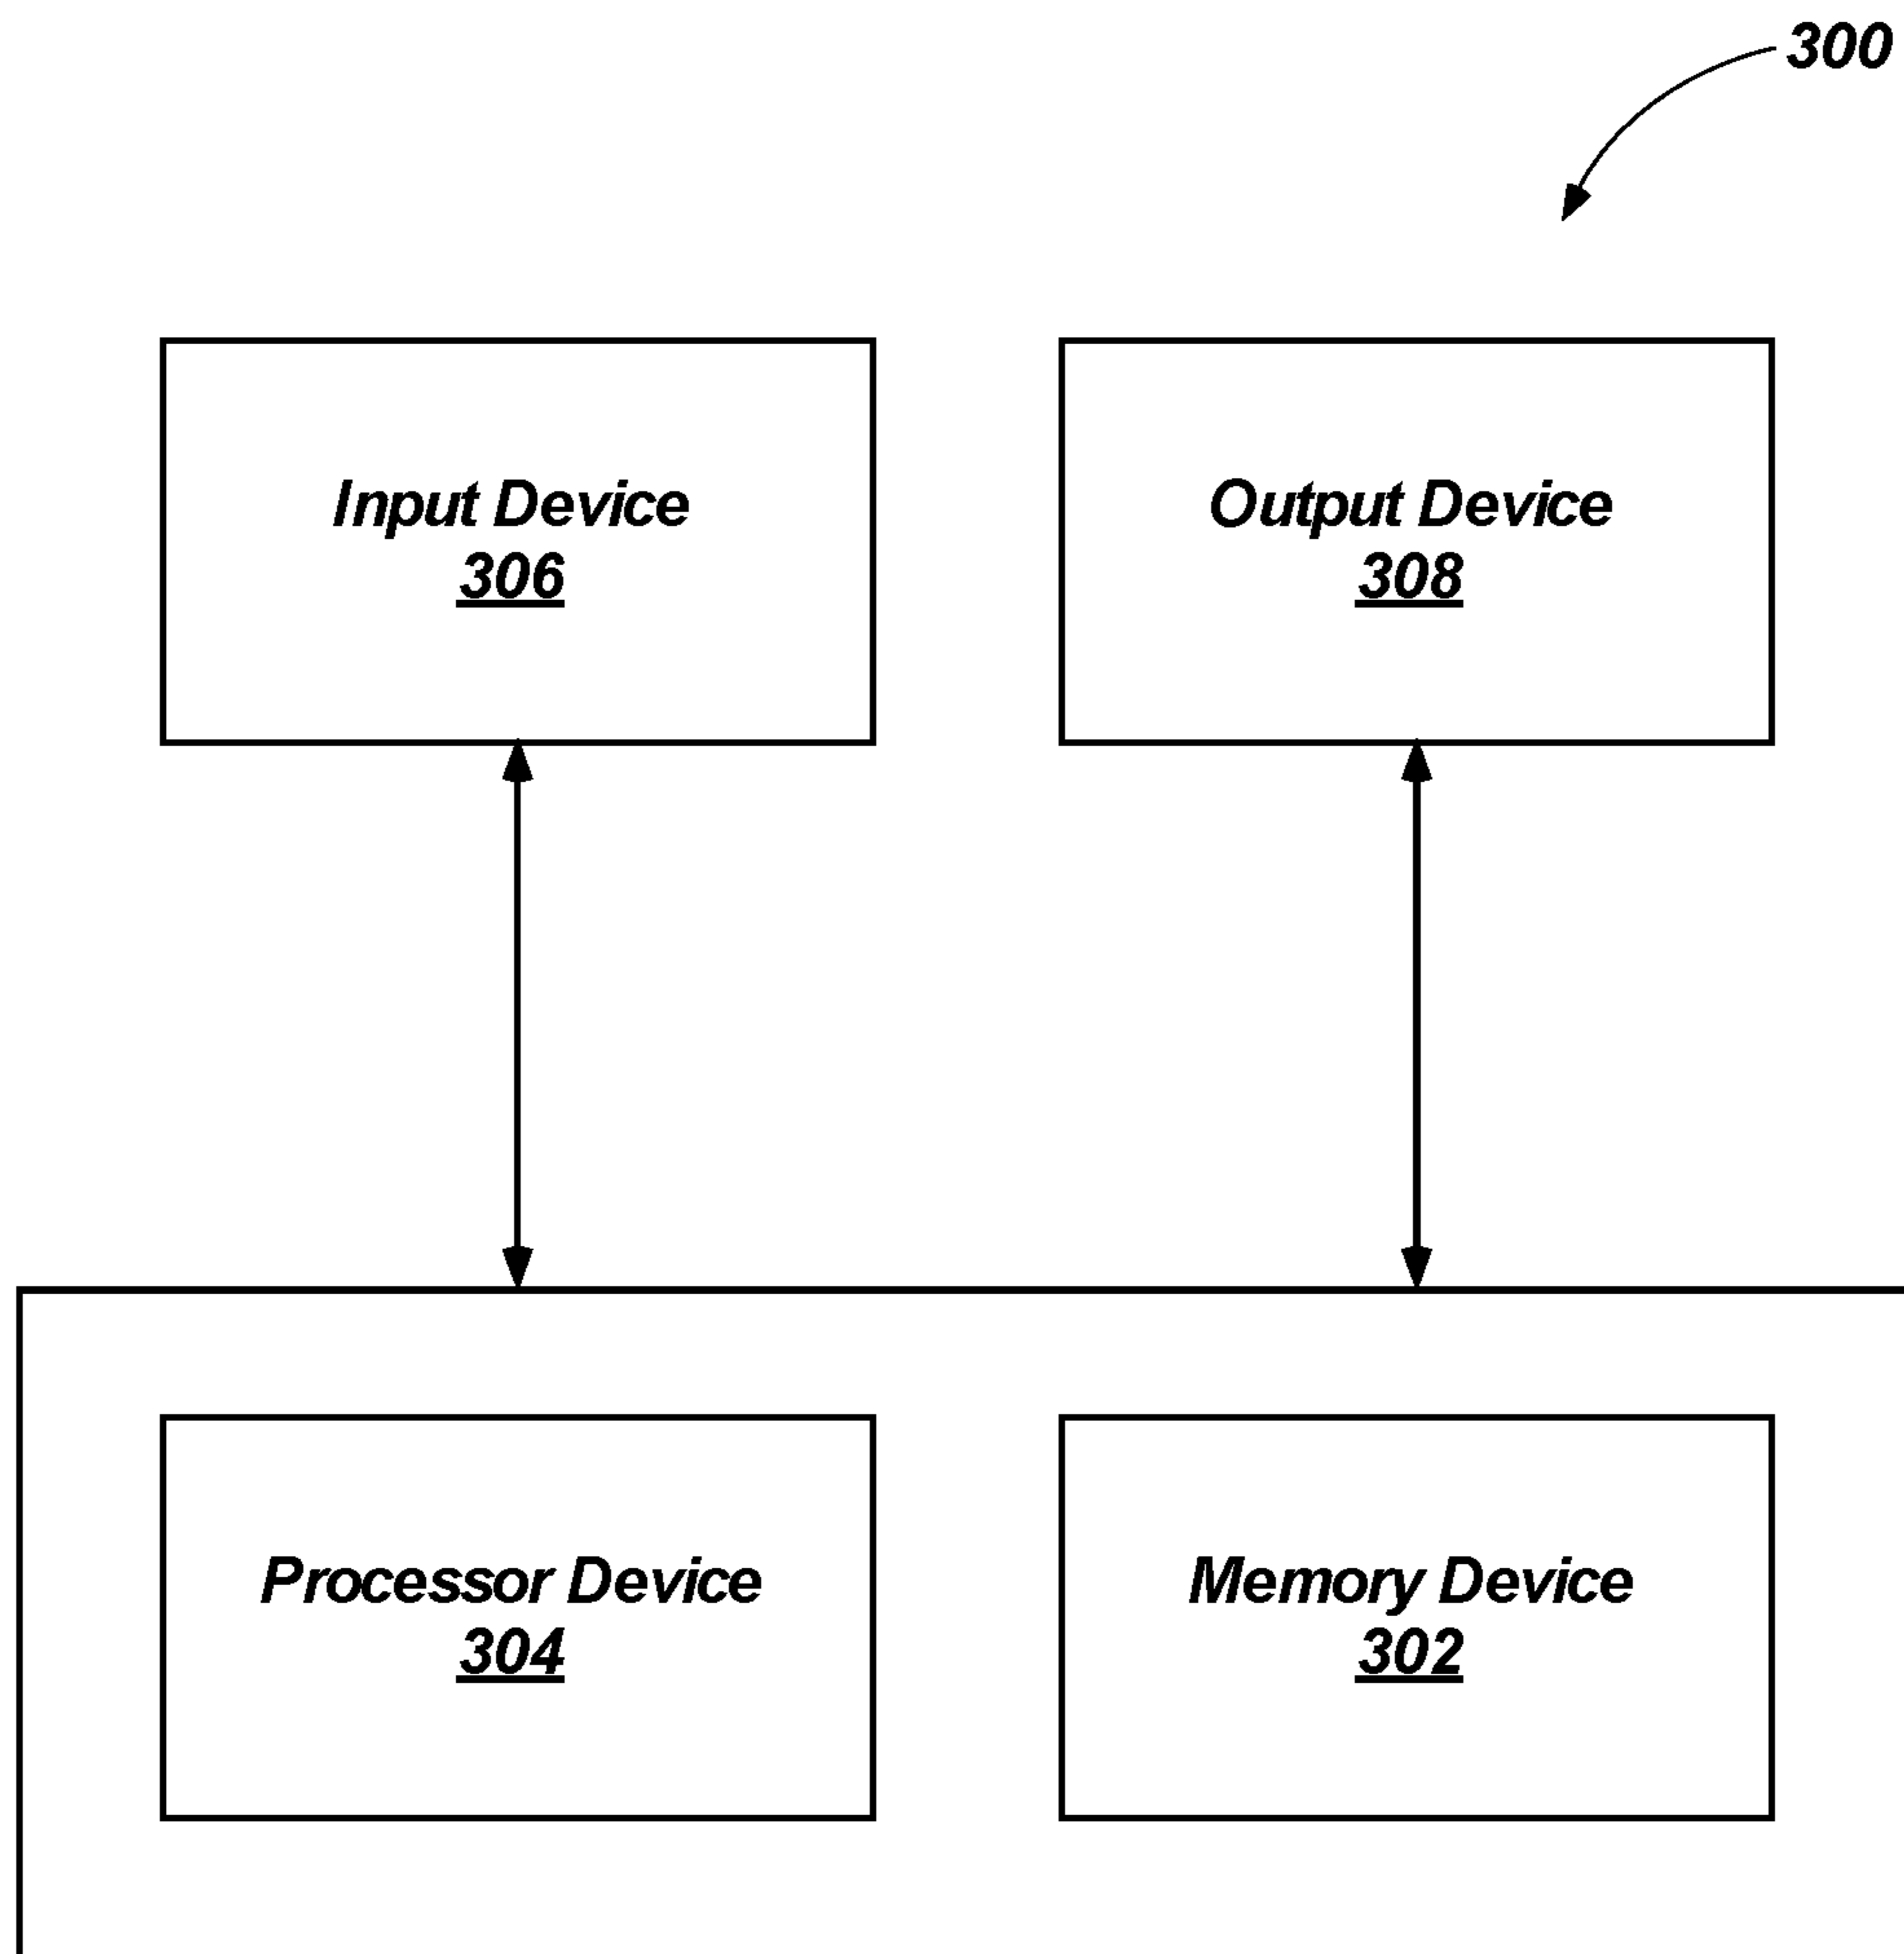 300
Input Device
306
Output Device
308
Processor Device
304
Memory Device
302